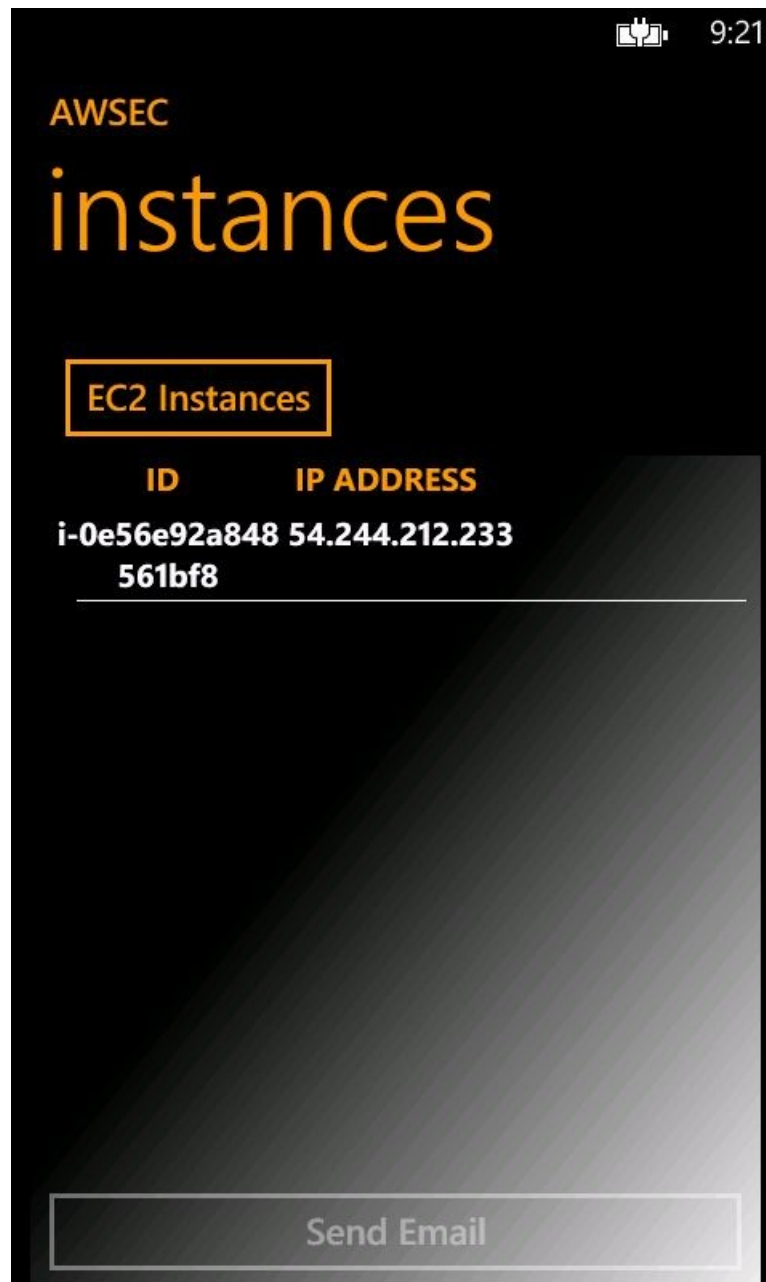 9:21
AWSEC
instances
EC2 Instances
ID IP ADDRESS
i-0e56e92a848 54.244.212.233
561bf8
Send Email